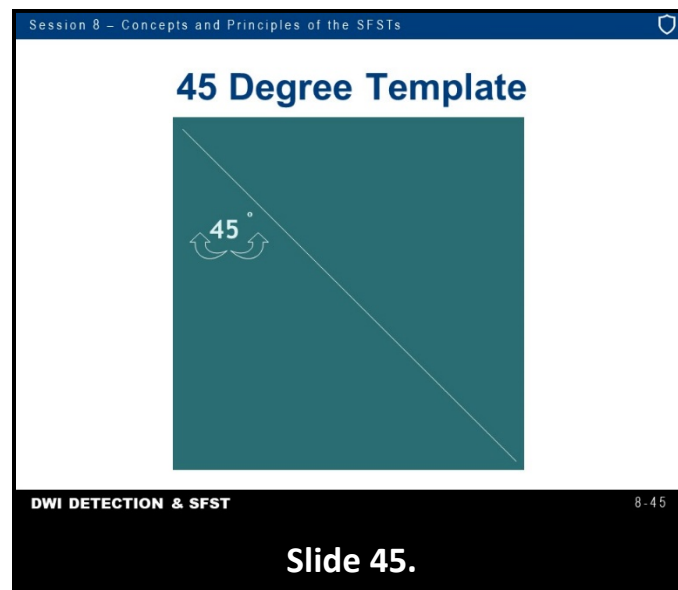 Session 8 – Concepts and Principles of the SFSTs
45 Degree Template
45 °
DWI DETECTION & SFST
8-45
Slide 45.